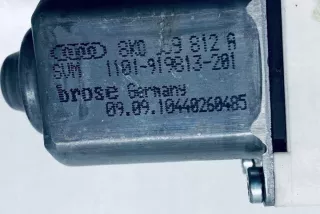 8K0 959 812 A
SVM 1101-919813-201
brose Germany
09.09.10440260485